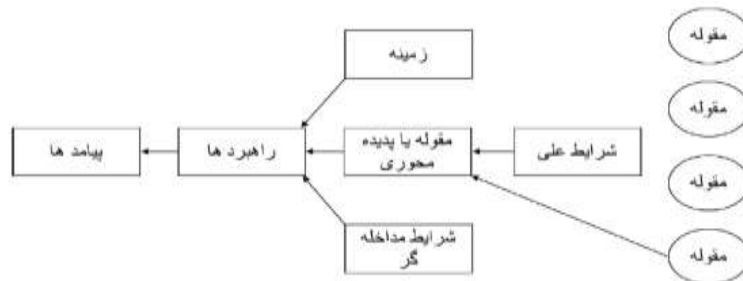 مقوله
زمینه
مقوله
شرایط علی
مقوله یا پدیده
محوری
راهبرد ها
پیامد ها
مقوله
شرایط مداخله
گر
مقوله